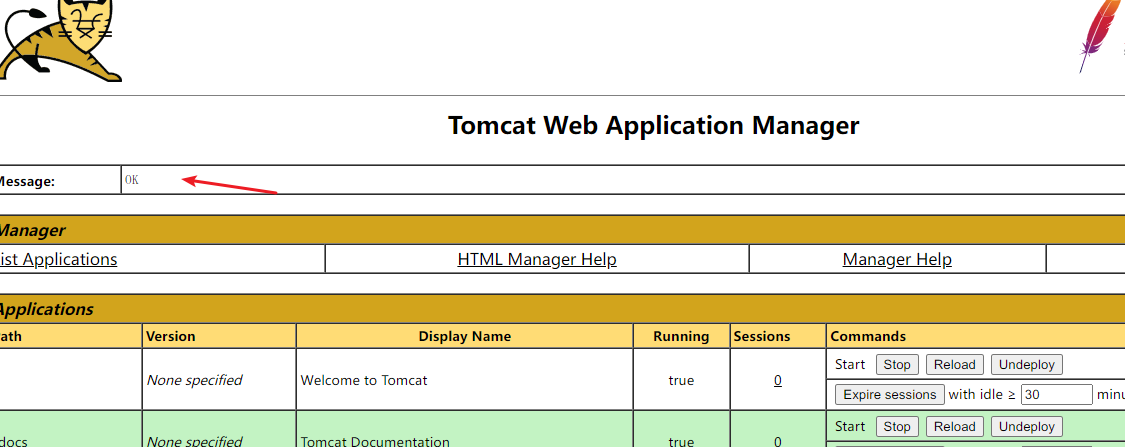 Tomcat Web Application Manager
Message: OK
Manager
ist Applications HTML Manager Help Manager Help
Applications
ath Version Display Name Running Sessions Commands
None specified Welcome to Tomcat true 0 Start Stop Reload Undeploy
Expire sessions with idle ≥ 30 minu
docs None specified Tomcat Documentation true 0 Start Stop Reload Undeploy